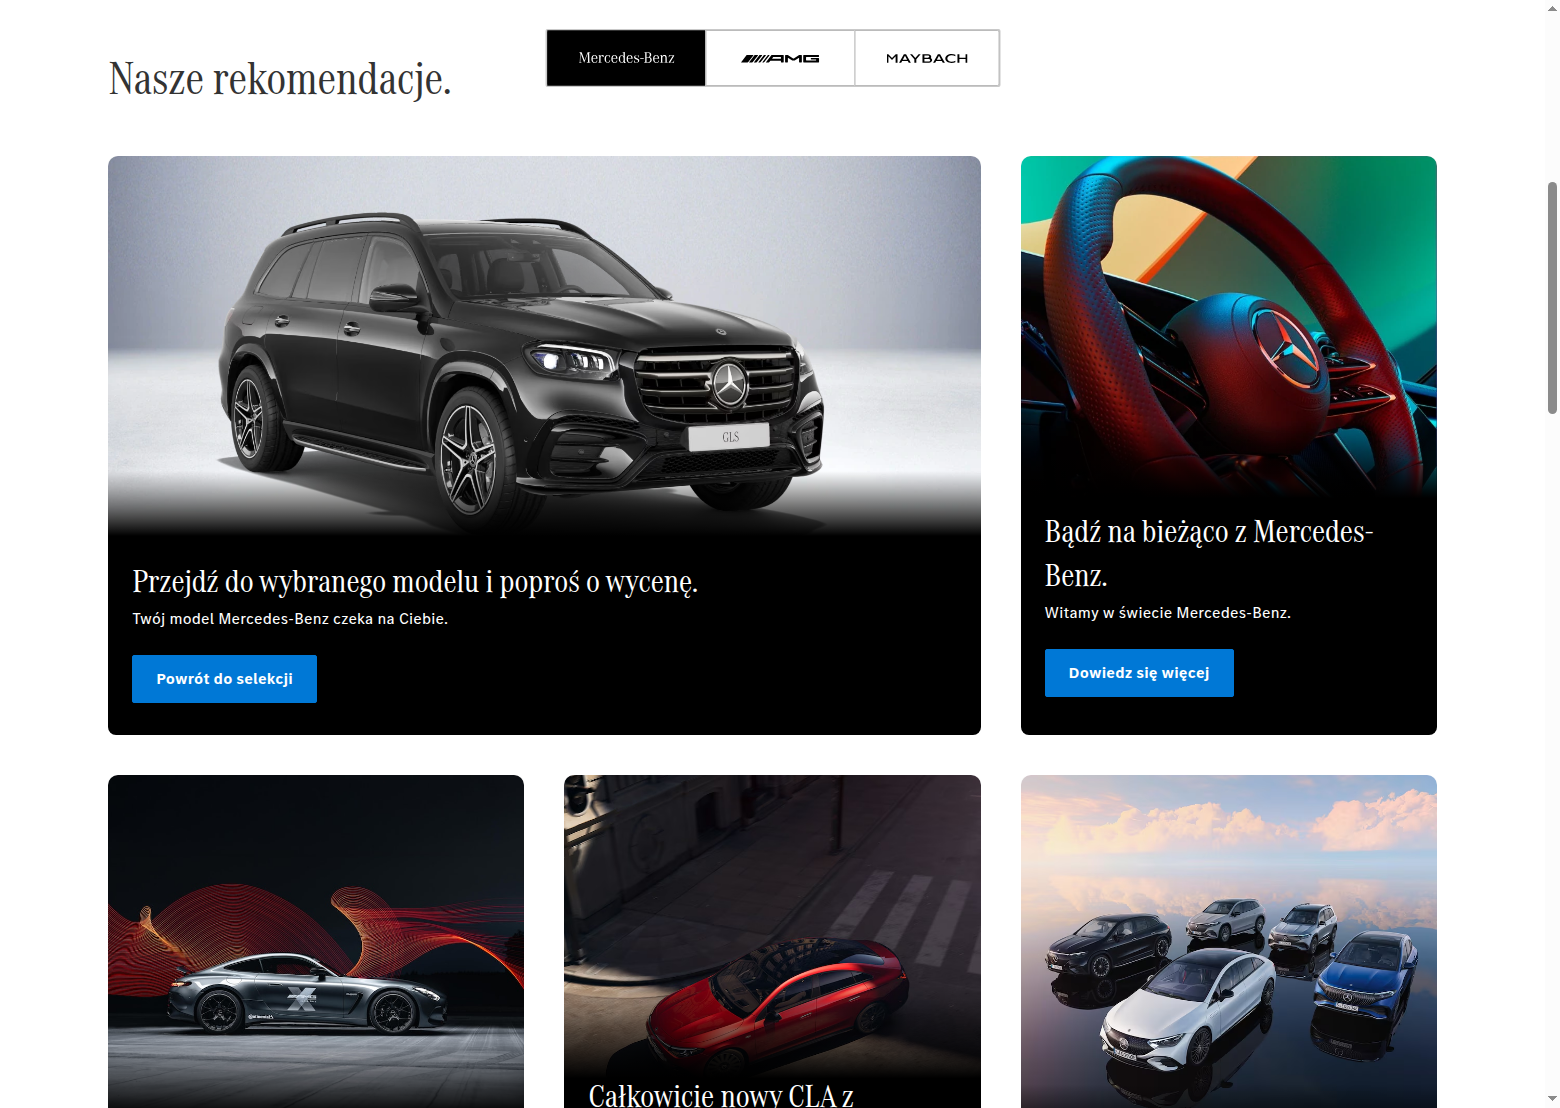 Nasze rekomendacje.
Mercedes-Benz
AMG
MAYBACH
GLS
Przejdź do wybranego modelu i poproś o wycenę.
Twój model Mercedes-Benz czeka na Ciebie.
Powrót do selekcji
Bądź na bieżąco z Mercedes-
Benz.
Witamy w świecie Mercedes-Benz.
Dowiedz się więcej
Całkowicie nowy CLA z